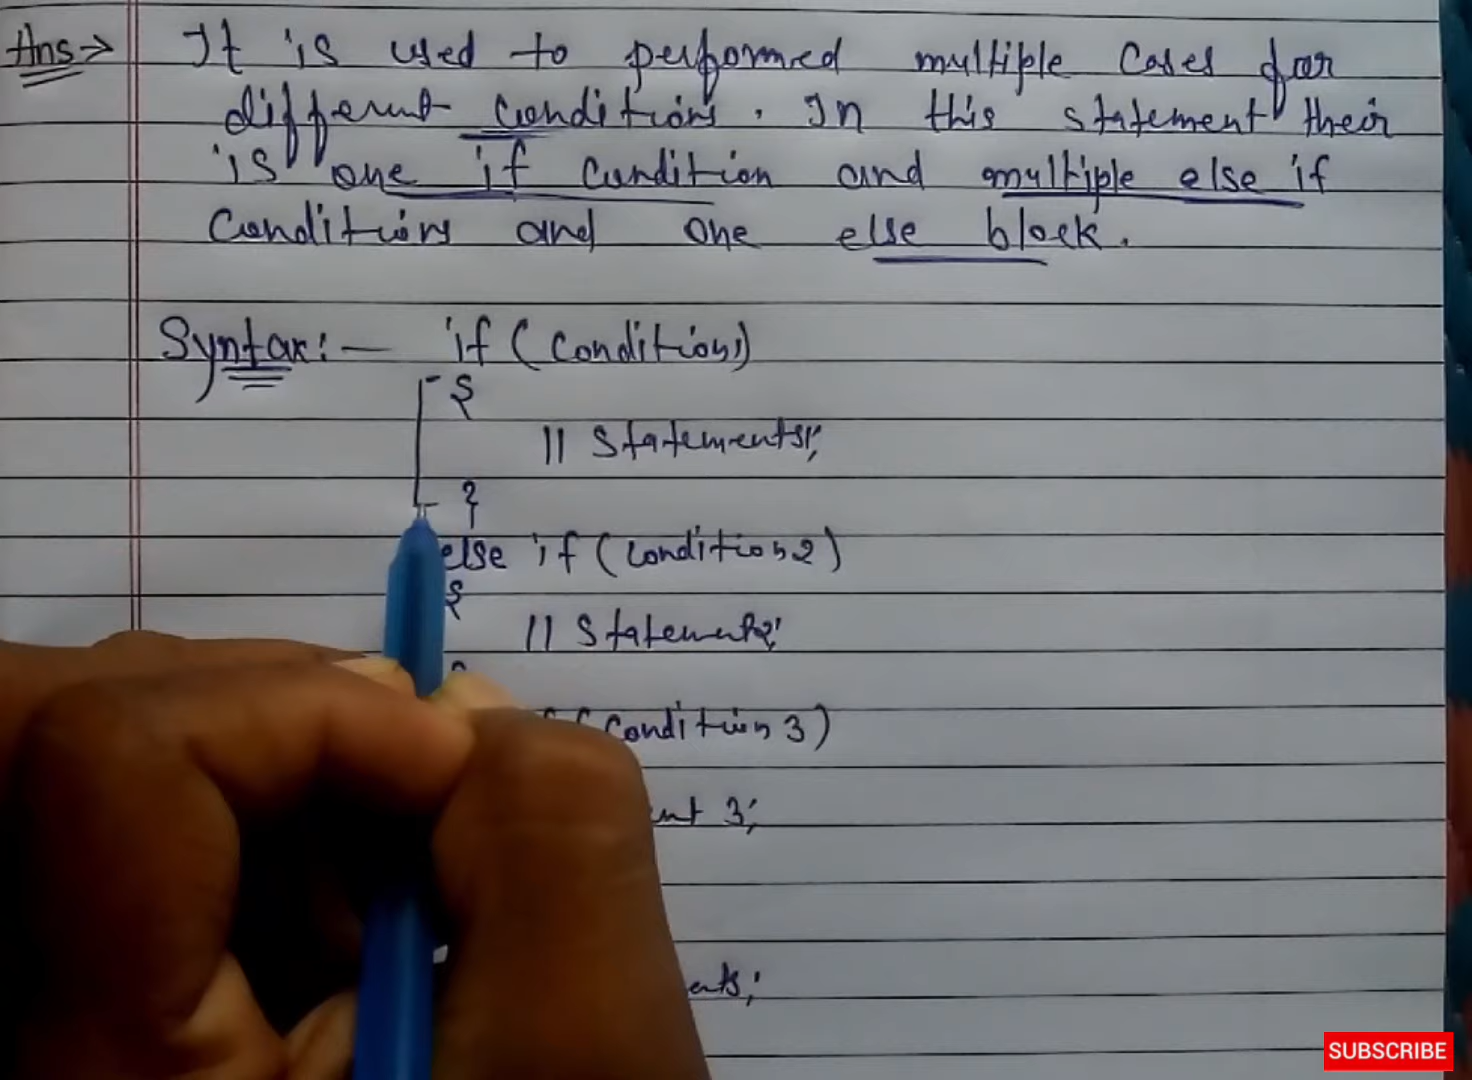 Ans→ It is used to performed multiple cases for
different conditions. In this statement their
is one if condition and multiple else if
conditions and one else block.
Syntax:— if (condition1)
{
// Statements1;
}
else if (condition2)
{
// Statement2;
(condition 3)
3;
SUBSCRIBE